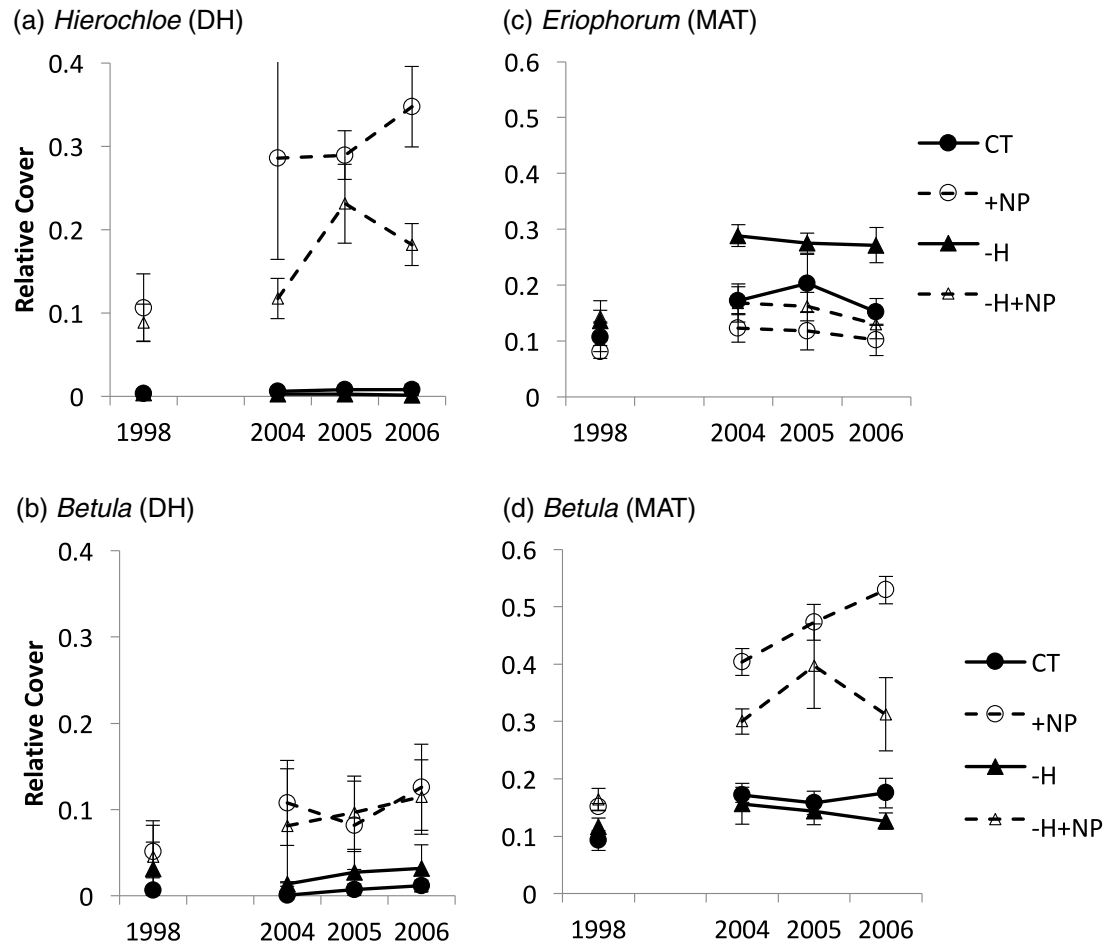 (a) Hierochloe (DH)
0.4
0.3
0.2
0.1
0
Relative Cover
1998 2004 2005 2006
(c) Eriophorum (MAT)
0.6
0.5
0.4
0.3
0.2
0.1
0
1998 2004 2005 2006
CT
+NP
-H
-H+NP
(b) Betula (DH)
0.4
0.3
0.2
0.1
0
Relative Cover
1998 2004 2005 2006
(d) Betula (MAT)
0.6
0.5
0.4
0.3
0.2
0.1
0
1998 2004 2005 2006
CT
+NP
-H
-H+NP